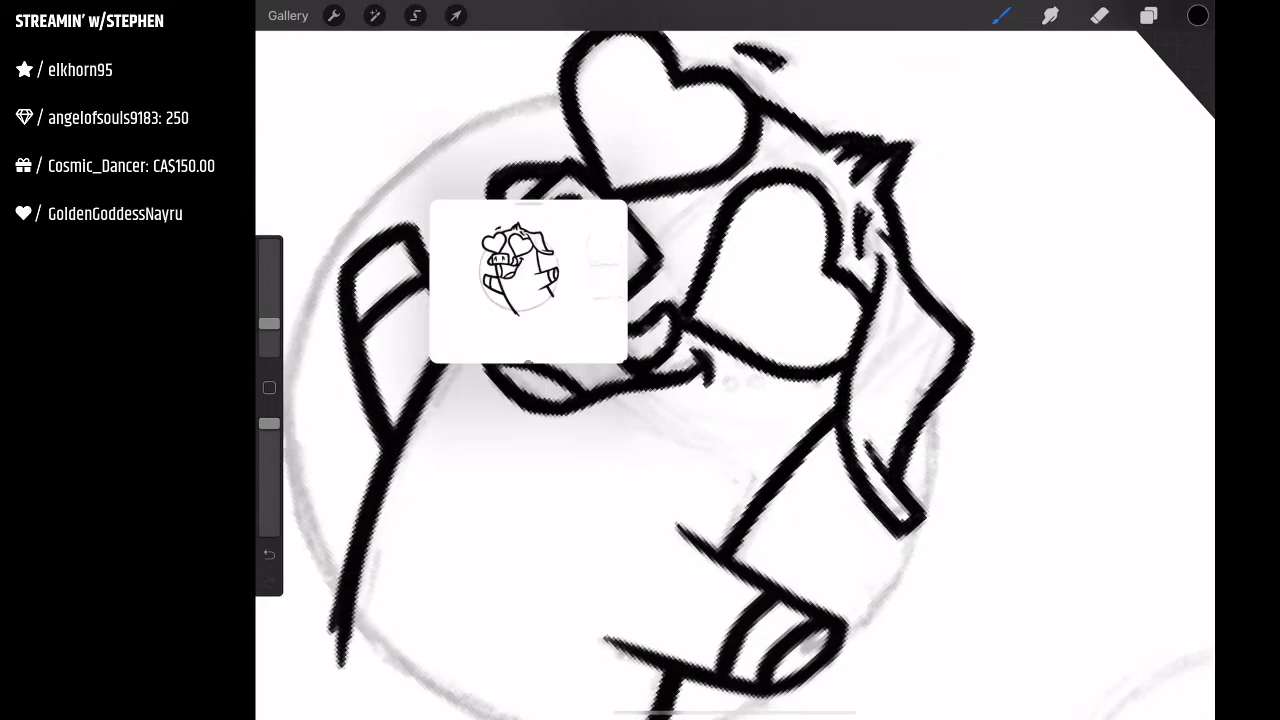 STREAMIN' w/STEPHEN
/ elkhorn95
/ angelofsouls9183: 250
/ Cosmic_Dancer: CA$150.00
/ GoldenGoddessNayru
Gallery